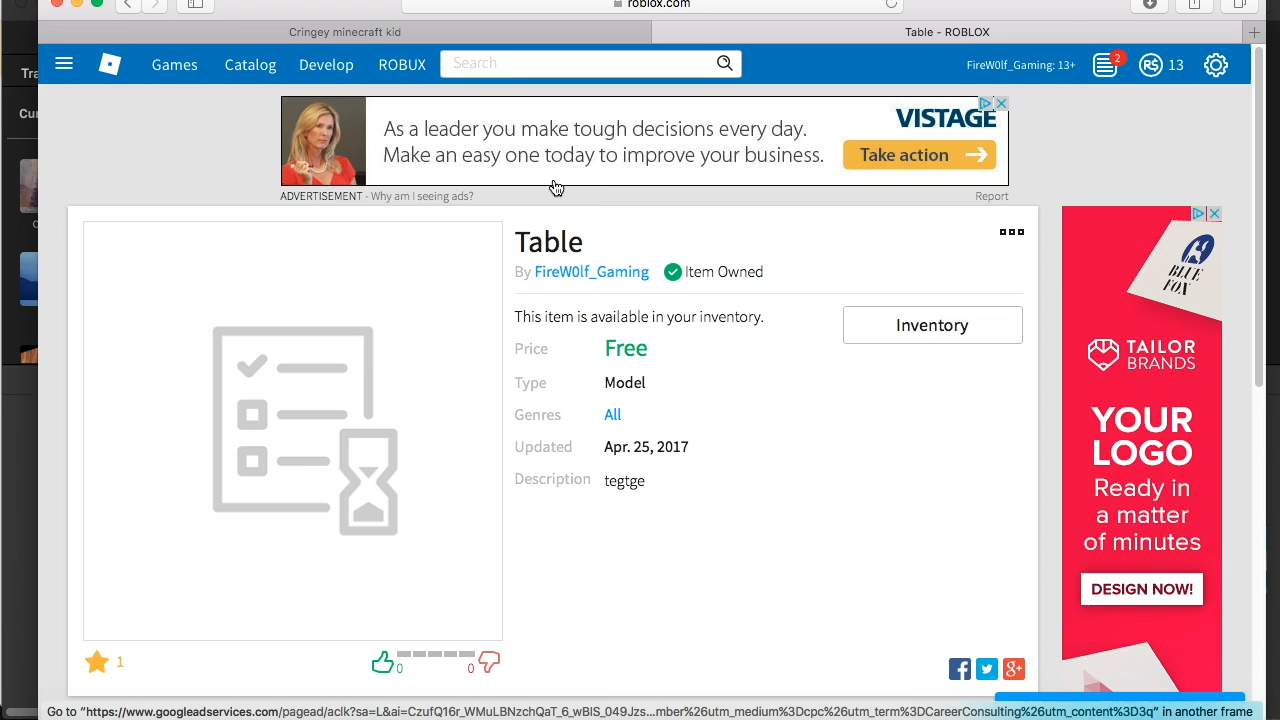 roblox.com
Cringey minecraft kid
Table - ROBLOX
Games
Catalog
Develop
ROBUX
Search
FireW0lf_Gaming: 13+
2
R$
13
Tra
Cu
As a leader you make tough decisions every day.
Make an easy one today to improve your business.
VISTAGE
Take action
ADVERTISEMENT - Why am I seeing ads?
Report
Table
By FireW0lf_Gaming
Item Owned
This item is available in your inventory.
Inventory
Price
Free
Type
Model
Genres
All
Updated
Apr. 25, 2017
Description
tegtge
1
0
0
BLUE
FOX
TAILOR
BRANDS
YOUR
LOGO
Ready in
a matter
of minutes
DESIGN NOW!
Go to "https://www.googleadservices.com/pagead/aclk?sa=L&ai=CzufQ16r_WMuLBNzchQaT_6_wBIS_049Jzs...mber%26utm_medium%3Dcpc%26utm_term%3DCareerConsulting%26utm_content%3D3q" in another frame